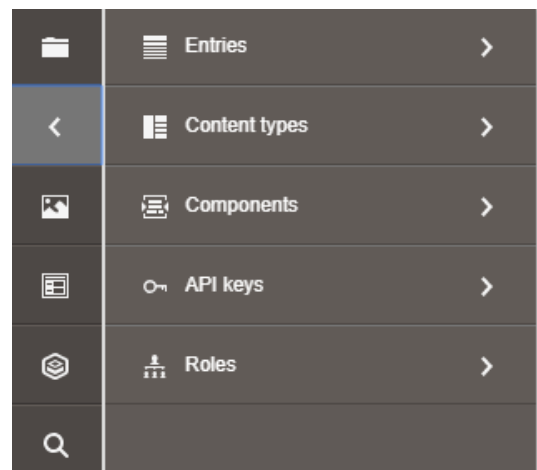 Entries
Content types
Components
API keys
Roles